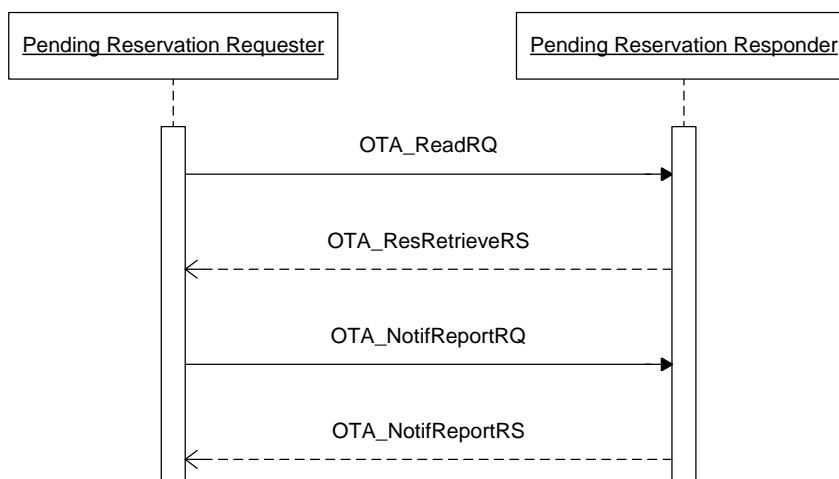 Pending Reservation Requester
Pending Reservation Responder
OTA_ReadRQ
OTA_ResRetrieveRS
OTA_NotifReportRQ
OTA_NotifReportRS